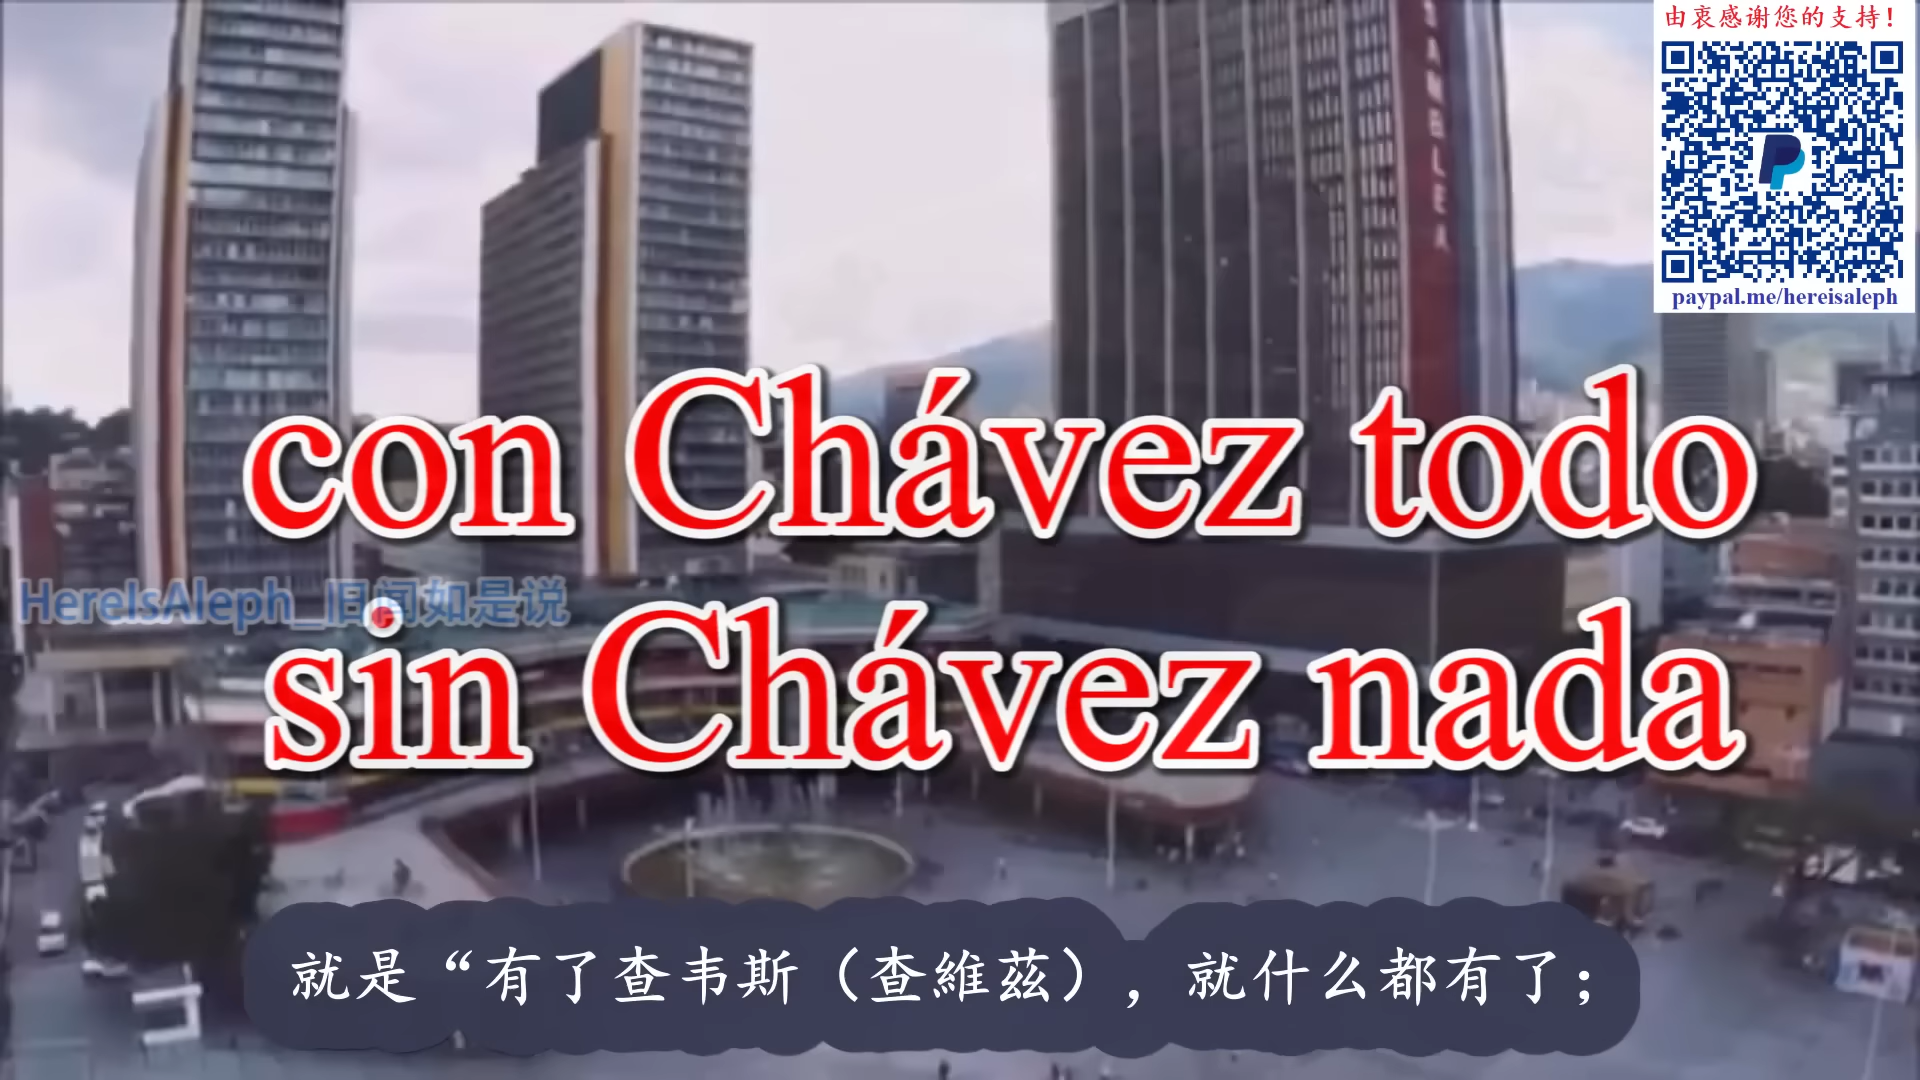 由衷感谢您的支持！
paypal.me/hereisaleph
SAMBLEA
con Chávez todo
HereIsAleph_旧闻如是说
sin Chávez nada
就是“有了查韦斯（查維茲），就什么都有了；